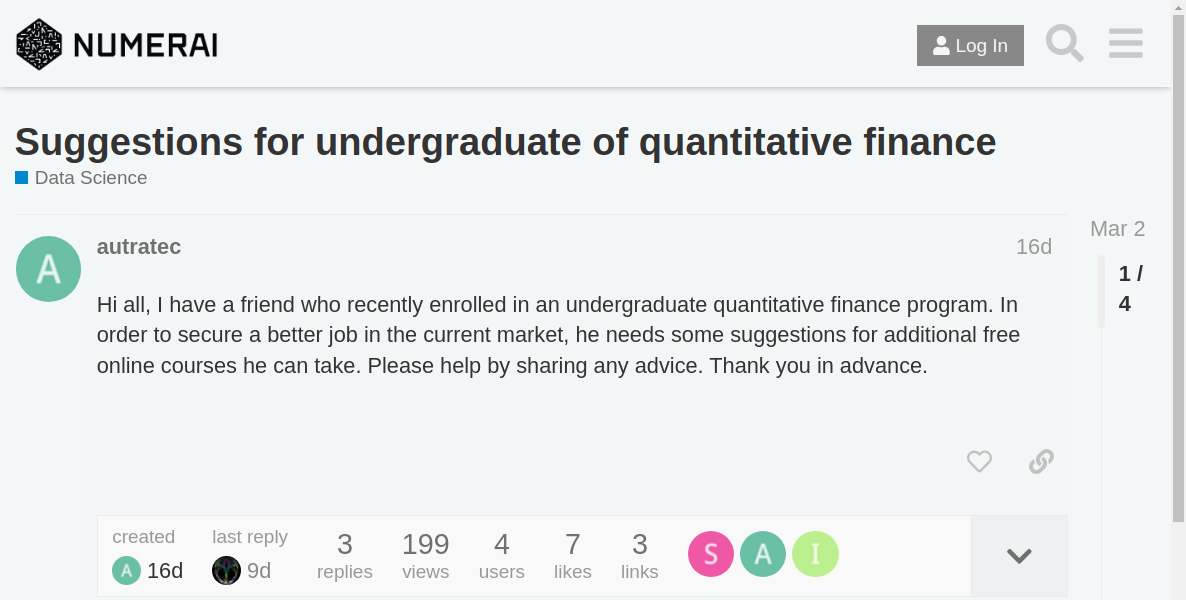 NUMERAI
Log In
Suggestions for undergraduate of quantitative finance
Data Science
Mar 2
1 /
4
A
autratec
16d
Hi all, I have a friend who recently enrolled in an undergraduate quantitative finance program. In
order to secure a better job in the current market, he needs some suggestions for additional free
online courses he can take. Please help by sharing any advice. Thank you in advance.
created
A 16d
last reply
9d
3
replies
199
views
4
users
7
likes
3
links
S A I